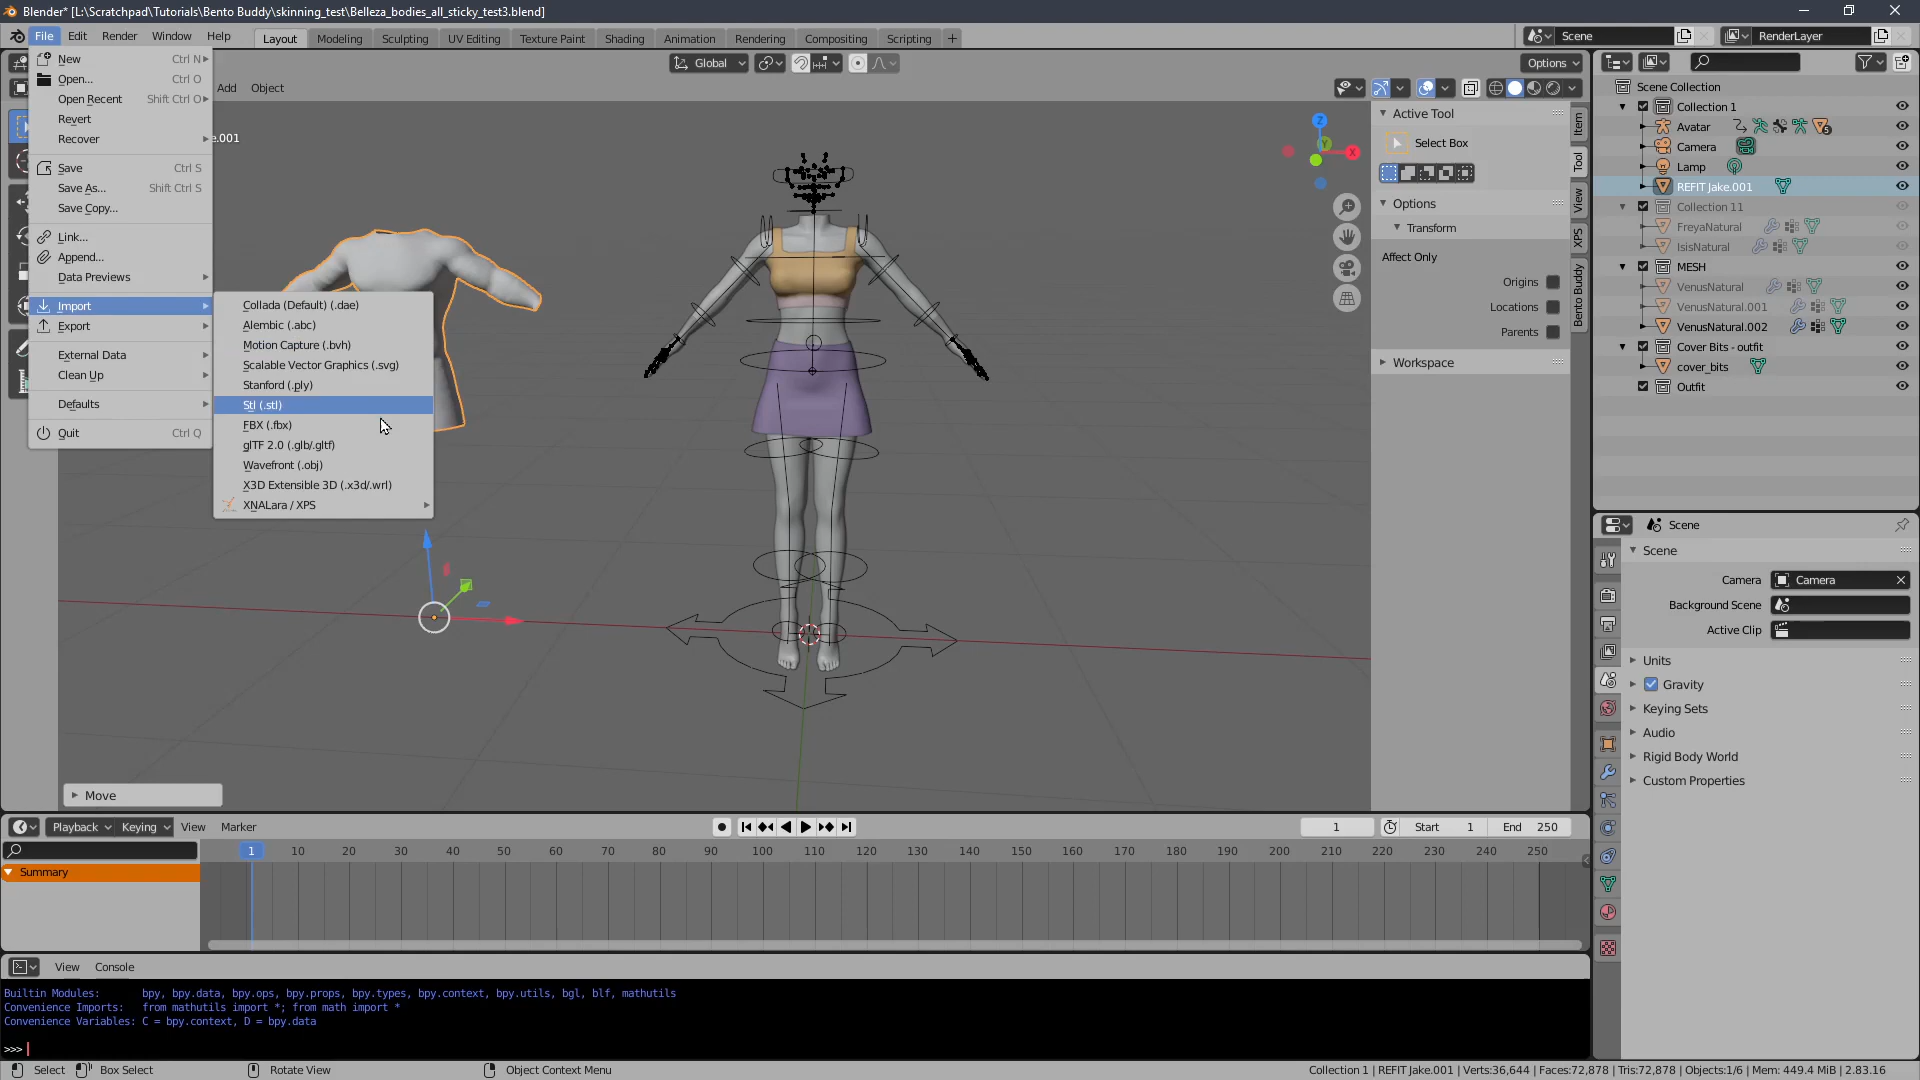 Blender* [L:\Scratchpad\Tutorials\Bento Buddy\skinning_test\Belleza_bodies_all_sticky_test3.blend]
File Edit Render Window Help Layout Modeling Sculpting UV Editing Texture Paint Shading Animation Rendering Compositing Scripting + Scene RenderLayer
Global Options
Add Object
.001
New Ctrl N
Open... Ctrl O
Open Recent Shift Ctrl O
Revert
Recover
Save Ctrl S
Save As... Shift Ctrl S
Save Copy...
Link...
Append...
Data Previews
Import
Export
External Data
Clean Up
Defaults
Quit Ctrl Q
Collada (Default) (.dae)
Alembic (.abc)
Motion Capture (.bvh)
Scalable Vector Graphics (.svg)
Stanford (.ply)
Stl (.stl)
FBX (.fbx)
glTF 2.0 (.glb/.gltf)
Wavefront (.obj)
X3D Extensible 3D (.x3d/.wrl)
XNALara / XPS
Z
Y
X
Move
Active Tool
Select Box
Options
Transform
Affect Only
Origins
Locations
Parents
Workspace
Item
Tool
View
XPS
Bento Buddy
Scene Collection
Collection 1
Avatar 5
Camera
Lamp
REFIT Jake.001
Collection 11
FreyaNatural
IsisNatural
MESH
VenusNatural
VenusNatural.001
VenusNatural.002
Cover Bits - outfit
cover_bits
Outfit
Scene
Scene
Camera Camera
Background Scene
Active Clip
Units
Gravity
Keying Sets
Audio
Rigid Body World
Custom Properties
Playback Keying View Marker 1 Start 1 End 250
1 10 20 30 40 50 60 70 80 90 100 110 120 130 140 150 160 170 180 190 200 210 220 230 240 250
Summary
View Console
Builtin Modules: bpy, bpy.data, bpy.ops, bpy.props, bpy.types, bpy.context, bpy.utils, bgl, blf, mathutils
Convenience Imports: from mathutils import *; from math import *
Convenience Variables: C = bpy.context, D = bpy.data
>>>
Select Box Select Rotate View Object Context Menu Collection 1 | REFIT Jake.001 | Verts:36,644 | Faces:72,878 | Tris:72,878 | Objects:1/6 | Mem: 449.4 MiB | 2.83.16